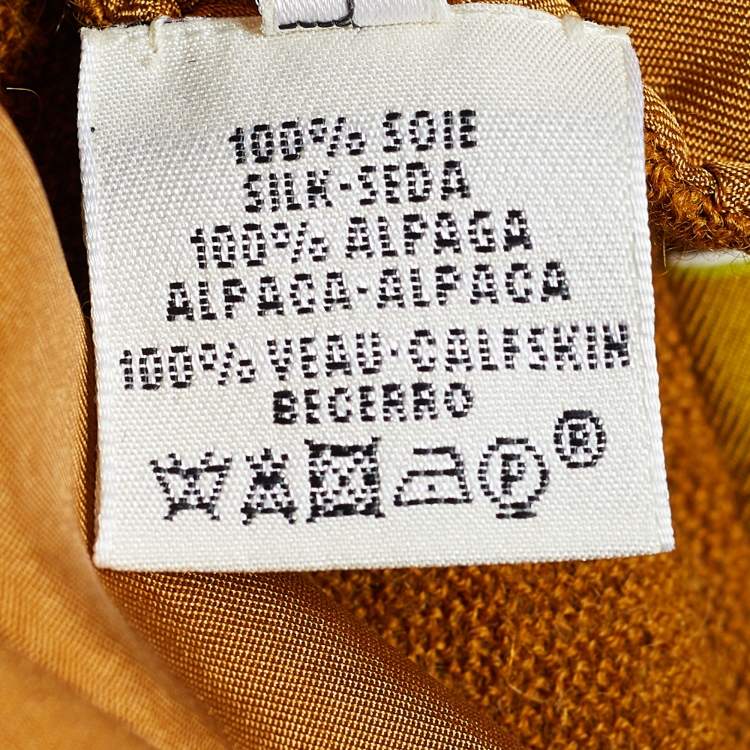 100% SOIE
SILK-SEDA
100% ALPAGA
ALPACA-ALPACA
100% VEAU-CALFSKIN
BECERRO
P ®